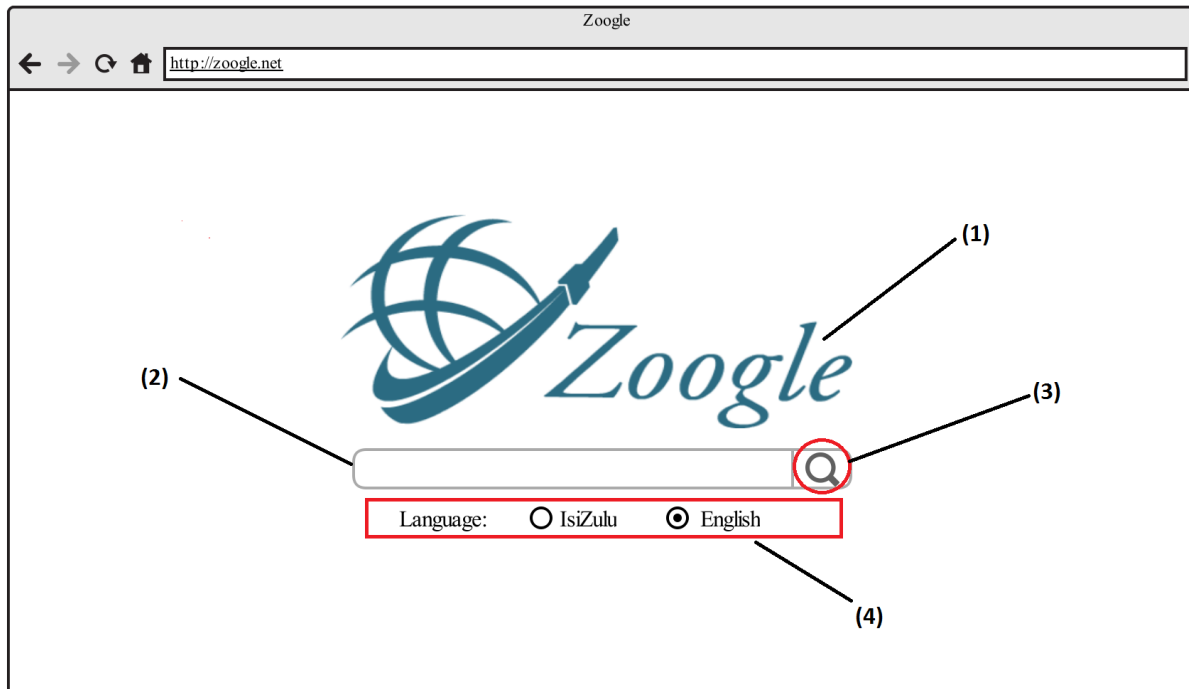 Zoogle
http://zoogle.net
(1)
Zoogle
(2)
(3)
Language: IsiZulu English
(4)